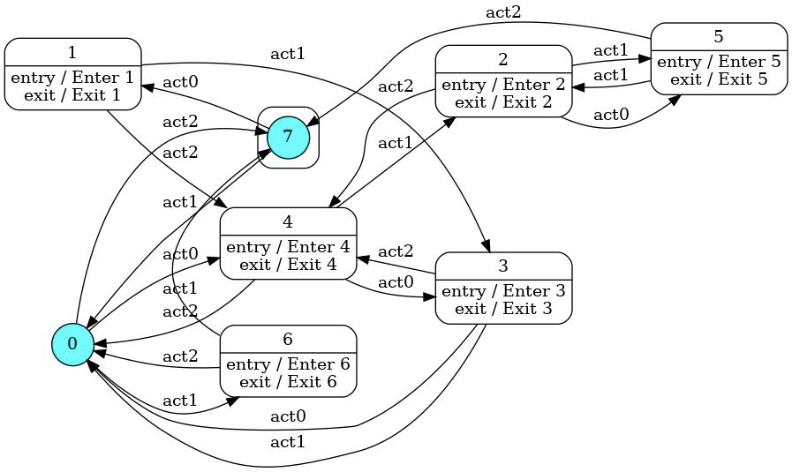 act2
1
entry / Enter 1
exit / Exit 1
act1
act0
2
entry / Enter 2
exit / Exit 2
act1
act1
act0
5
entry / Enter 5
exit / Exit 5
act2
act2
act2
7
act1
act1
4
entry / Enter 4
exit / Exit 4
act0
act1
act2
act2
act0
3
entry / Enter 3
exit / Exit 3
0
6
entry / Enter 6
exit / Exit 6
act2
act1
act0
act1